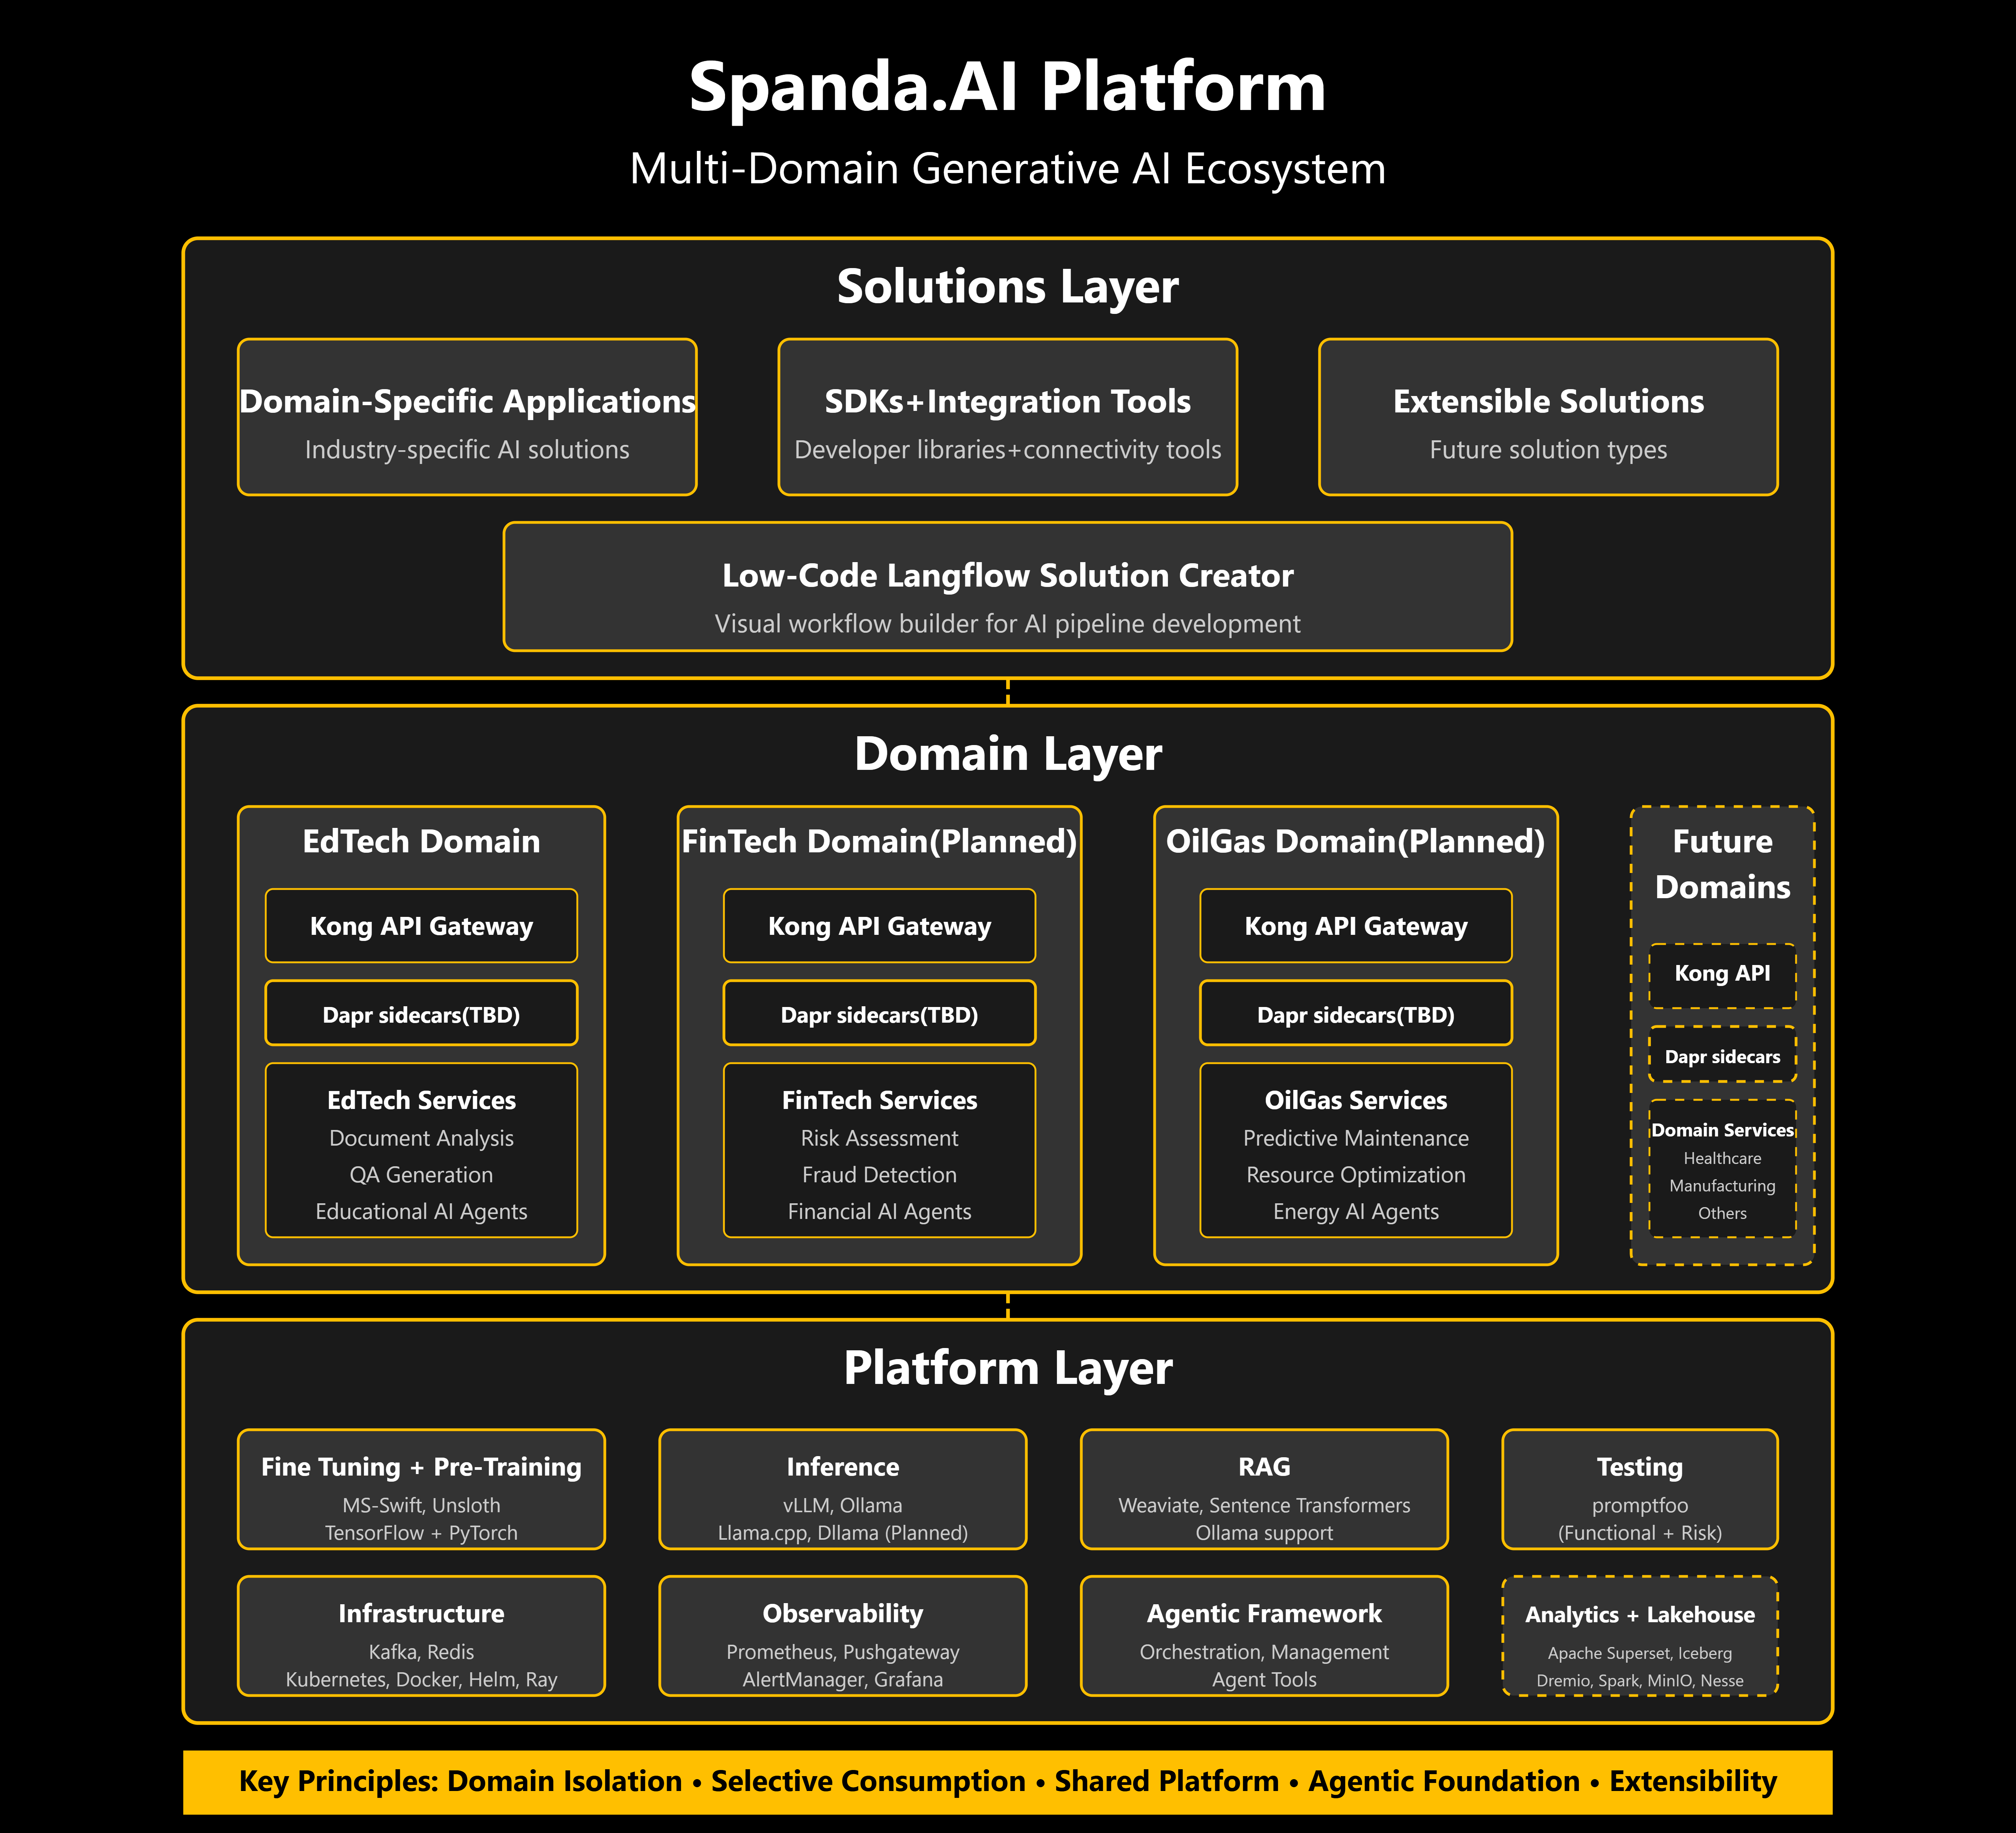 Spanda.AI Platform
Multi-Domain Generative AI Ecosystem
Solutions Layer
Domain-Specific Applications
Industry-specific AI solutions
SDKs+Integration Tools
Developer libraries+connectivity tools
Extensible Solutions
Future solution types
Low-Code Langflow Solution Creator
Visual workflow builder for AI pipeline development
Domain Layer
EdTech Domain
Kong API Gateway
Dapr sidecars(TBD)
EdTech Services
Document Analysis
QA Generation
Educational AI Agents
FinTech Domain(Planned)
Kong API Gateway
Dapr sidecars(TBD)
FinTech Services
Risk Assessment
Fraud Detection
Financial AI Agents
OilGas Domain(Planned)
Kong API Gateway
Dapr sidecars(TBD)
OilGas Services
Predictive Maintenance
Resource Optimization
Energy AI Agents
Future
Domains
Kong API
Dapr sidecars
Domain Services
Healthcare
Manufacturing
Others
Platform Layer
Fine Tuning + Pre-Training
MS-Swift, Unsloth
TensorFlow + PyTorch
Inference
vLLM, Ollama
Llama.cpp, Dllama (Planned)
RAG
Weaviate, Sentence Transformers
Ollama support
Testing
promptfoo
(Functional + Risk)
Infrastructure
Kafka, Redis
Kubernetes, Docker, Helm, Ray
Observability
Prometheus, Pushgateway
AlertManager, Grafana
Agentic Framework
Orchestration, Management
Agent Tools
Analytics + Lakehouse
Apache Superset, Iceberg
Dremio, Spark, MinIO, Nesse
Key Principles: Domain Isolation • Selective Consumption • Shared Platform • Agentic Foundation • Extensibility